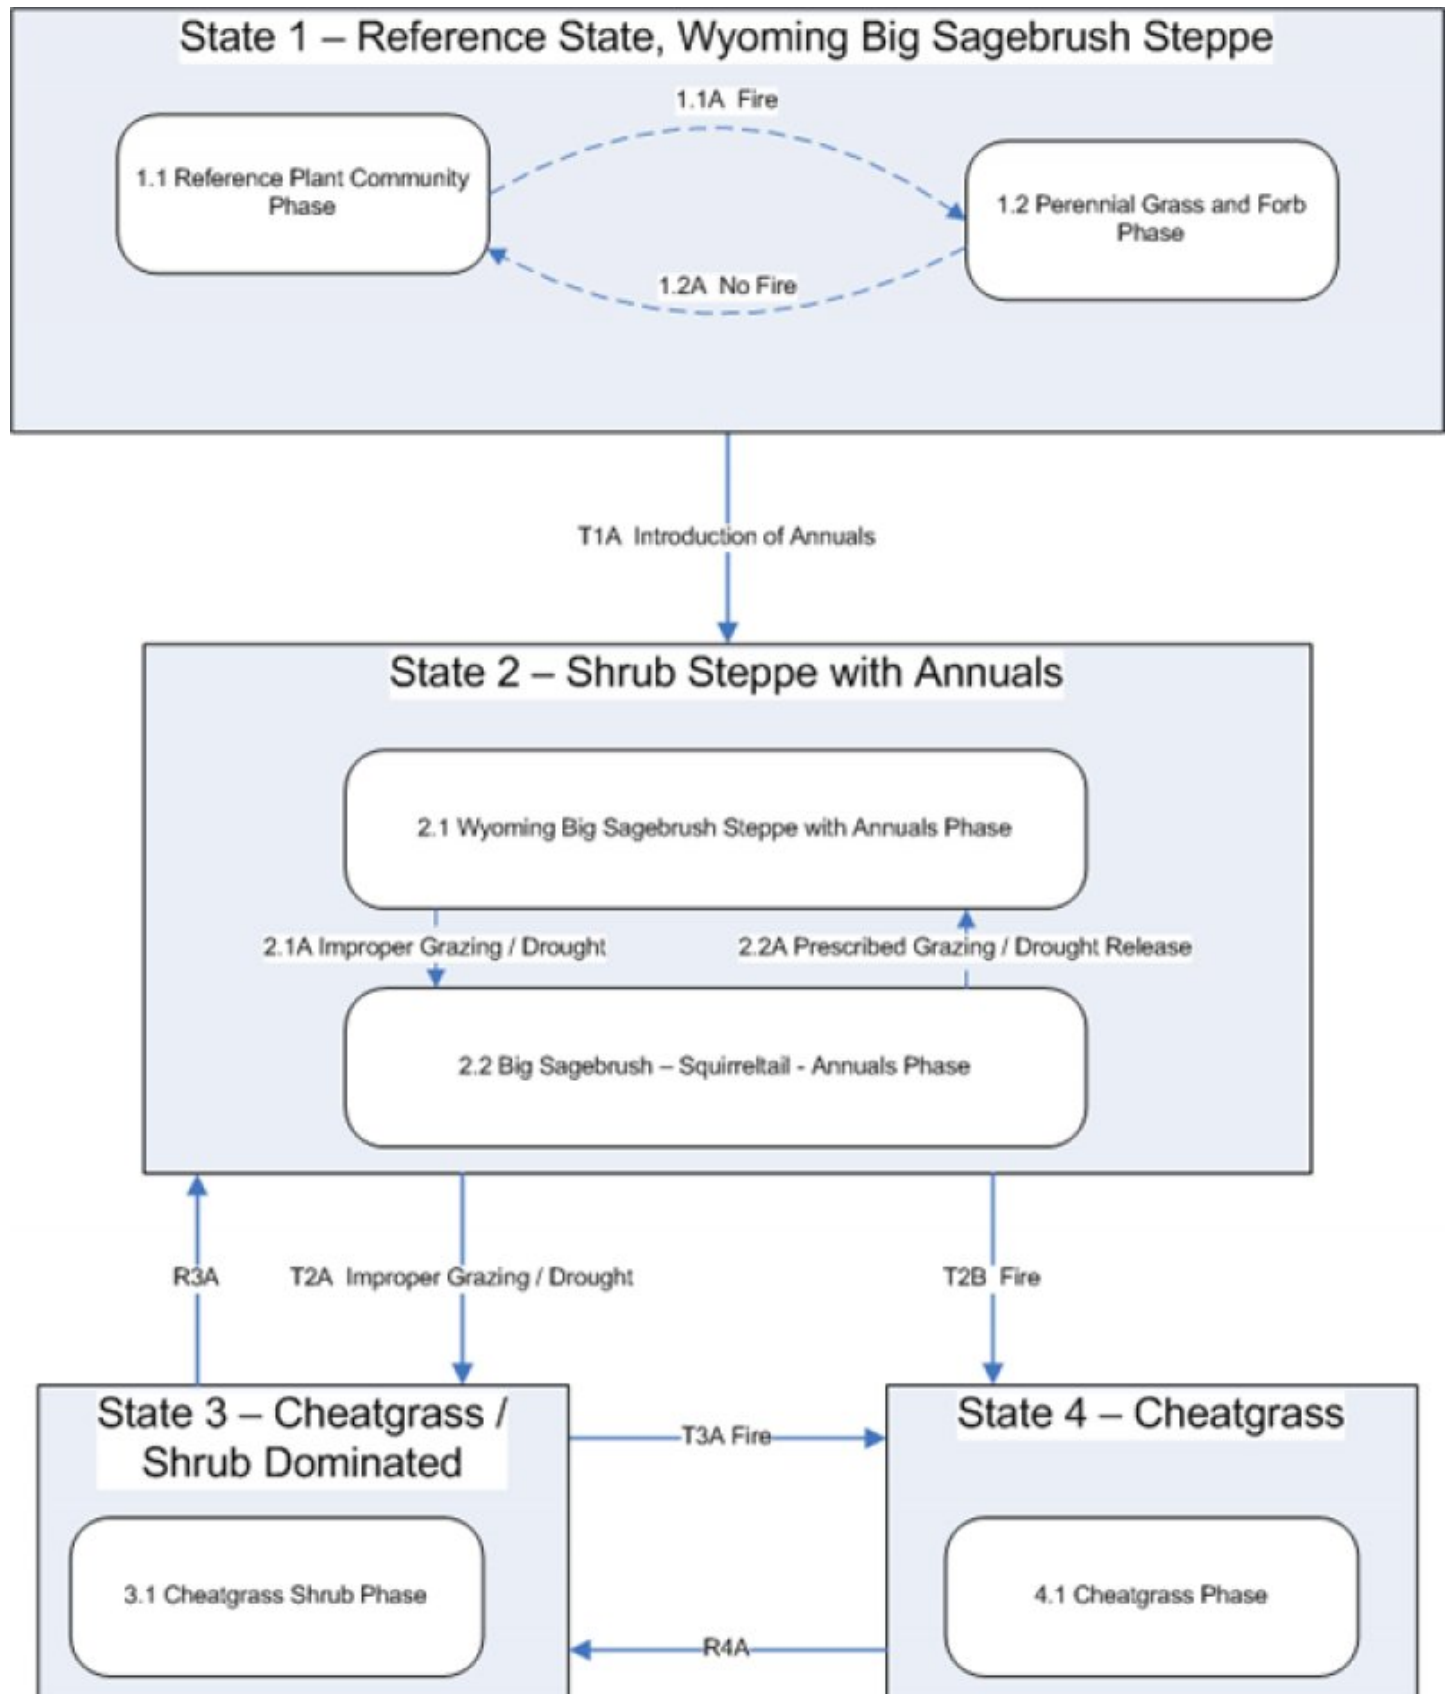 State 1 – Reference State, Wyoming Big Sagebrush Steppe
1.1A  Fire
1.1 Reference Plant Community
Phase
1.2 Perennial Grass and Forb
Phase
1.2A  No Fire
T1A  Introduction of Annuals
State 2 – Shrub Steppe with Annuals
2.1 Wyoming Big Sagebrush Steppe with Annuals Phase
2.1A Improper Grazing / Drought
2.2A Prescribed Grazing / Drought Release
2.2 Big Sagebrush – Squirreltail - Annuals Phase
R3A
T2A  Improper Grazing / Drought
T2B  Fire
State 3 – Cheatgrass /
Shrub Dominated
T3A Fire
State 4 – Cheatgrass
3.1 Cheatgrass Shrub Phase
4.1 Cheatgrass Phase
R4A